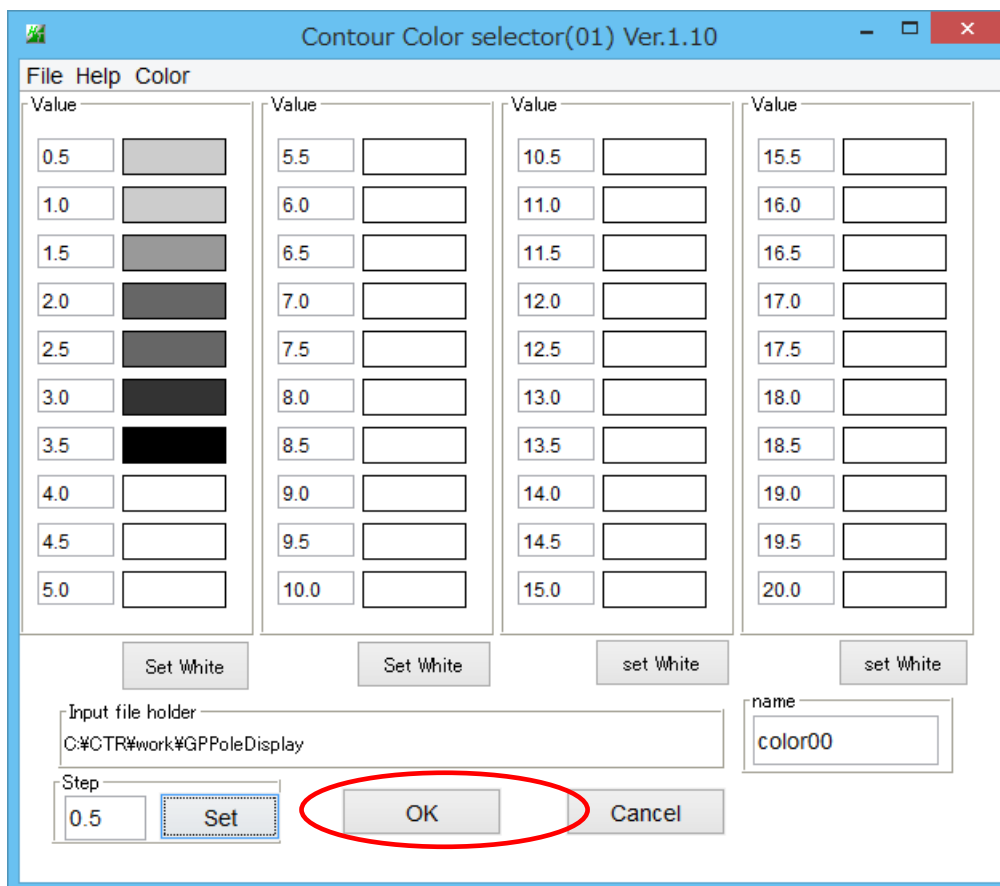 Contour Color selector(01) Ver.1.10
File Help Color
Value Value Value Value
0.5 5.5 10.5 15.5
1.0 6.0 11.0 16.0
1.5 6.5 11.5 16.5
2.0 7.0 12.0 17.0
2.5 7.5 12.5 17.5
3.0 8.0 13.0 18.0
3.5 8.5 13.5 18.5
4.0 9.0 14.0 19.0
4.5 9.5 14.5 19.5
5.0 10.0 15.0 20.0
Set White Set White set White set White
Input file holder
C:¥CTR¥work¥GPPoleDisplay
name
color00
Step
0.5 Set OK Cancel